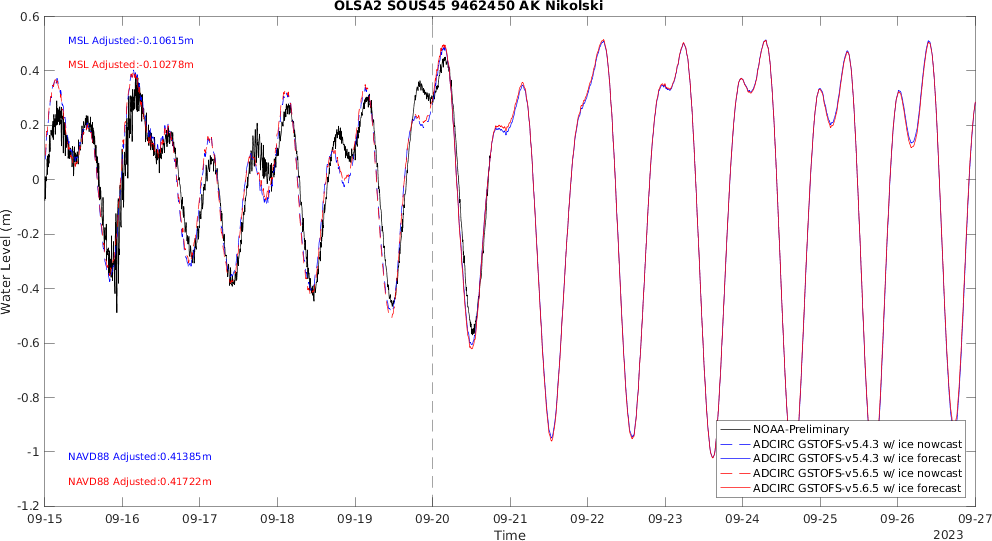 OLSA2 SOUS45 9462450 AK Nikolski
0.6
0.4
0.2
0
-0.2
-0.4
-0.6
-0.8
-1
-1.2
Water Level (m)
MSL Adjusted:-0.10615
MSL Adjusted:-0.10278
NAVD88 Adjusted:0.41385
NAVD88 Adjusted:0.41722
NOAA-Preliminary
ADCIRC GSTOFS-v5.4.3 w/ ice nowcast
ADCIRC GSTOFS-v5.4.3 w/ ice forecast
ADCIRC GSTOFS-v5.6.5 w/ ice nowcast
ADCIRC GSTOFS-v5.6.5 w/ ice forecast
09-15 09-16 09-17 09-18 09-19 09-20 09-21 09-22 09-23 09-24 09-25 09-26 09-27
Time
2023